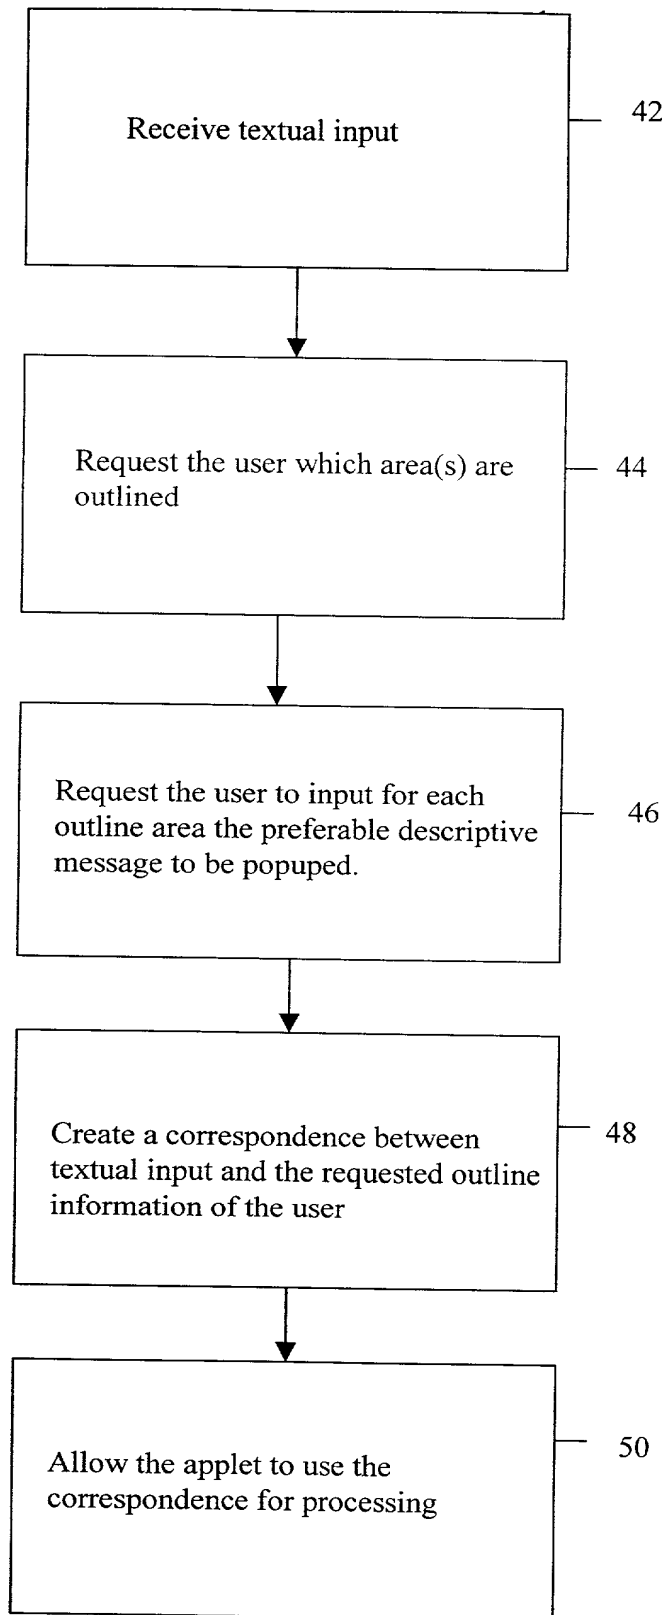 Receive textual input
42
Request the user which area(s) are
outlined
44
Request the user to input for each
outline area the preferable descriptive
message to be popuped.
46
Create a correspondence between
textual input and the requested outline
information of the user
48
Allow the applet to use the
correspondence for processing
50